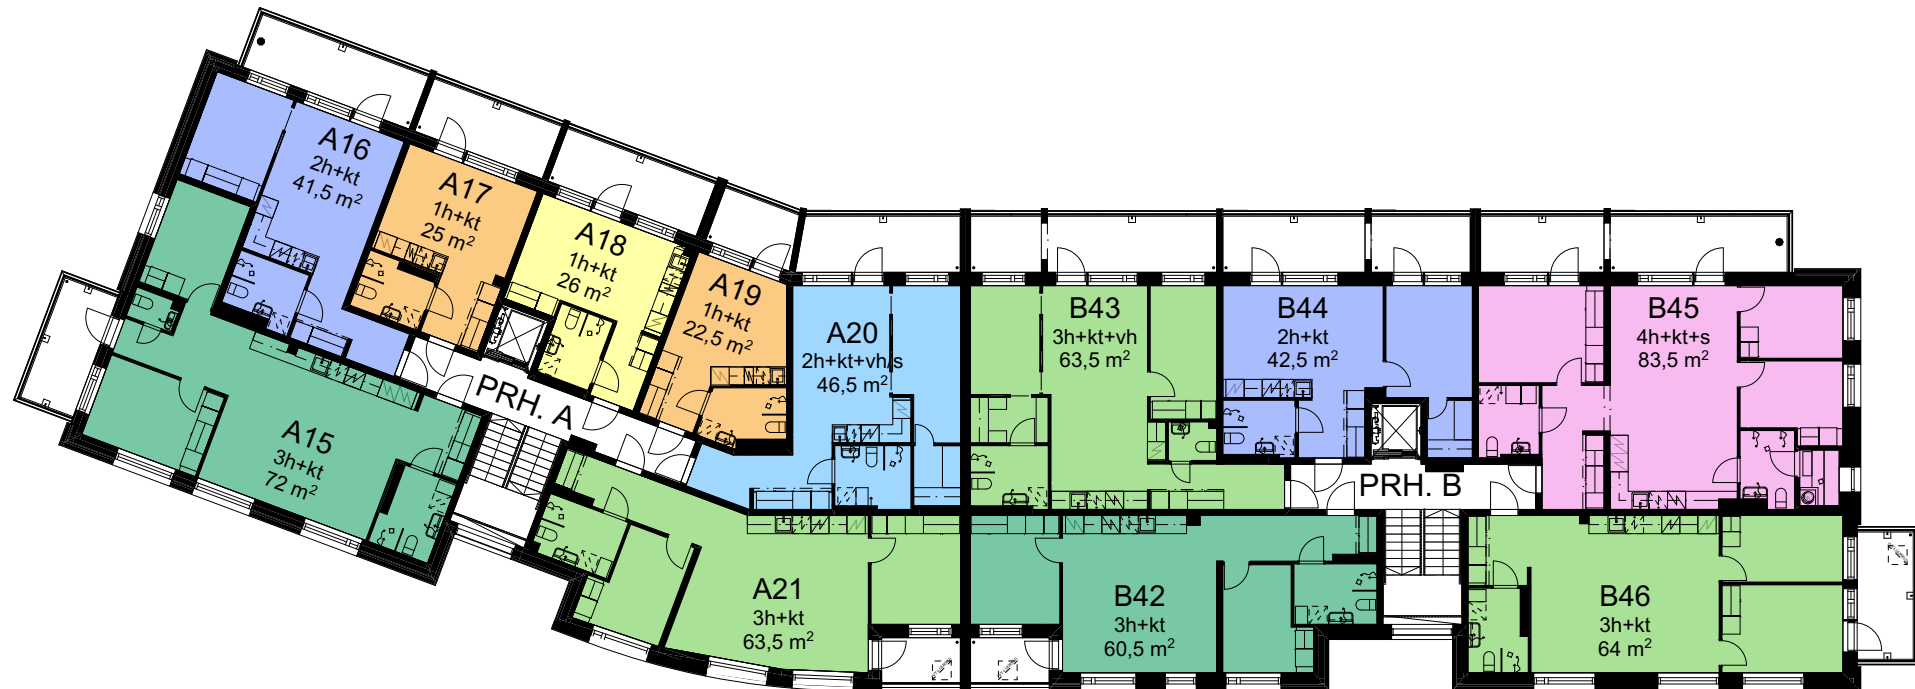 A16
2h+kt
41,5 m²
A17
1h+kt
25 m²
A18
1h+kt
26 m²
A19
1h+kt
22,5 m²
A20
2h+kt+vh/s
46,5 m²
B43
3h+kt+vh
63,5 m²
B44
2h+kt
42,5 m²
B45
4h+kt+s
83,5 m²
PRH. A
PRH. B
A15
3h+kt
72 m²
A21
3h+kt
63,5 m²
B42
3h+kt
60,5 m²
B46
3h+kt
64 m²